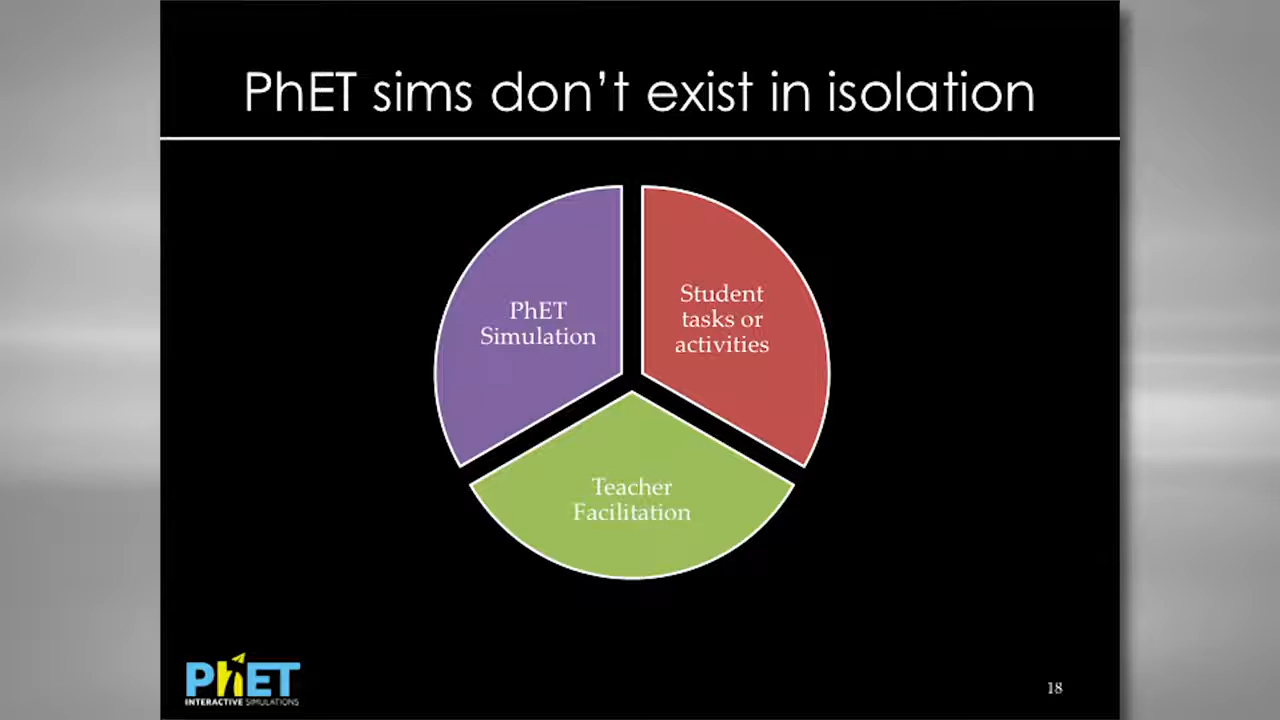 PhET sims don’t exist in isolation
PhET
Simulation
Student
tasks or
activities
Teacher
Facilitation
PhET
INTERACTIVE SIMULATIONS
18